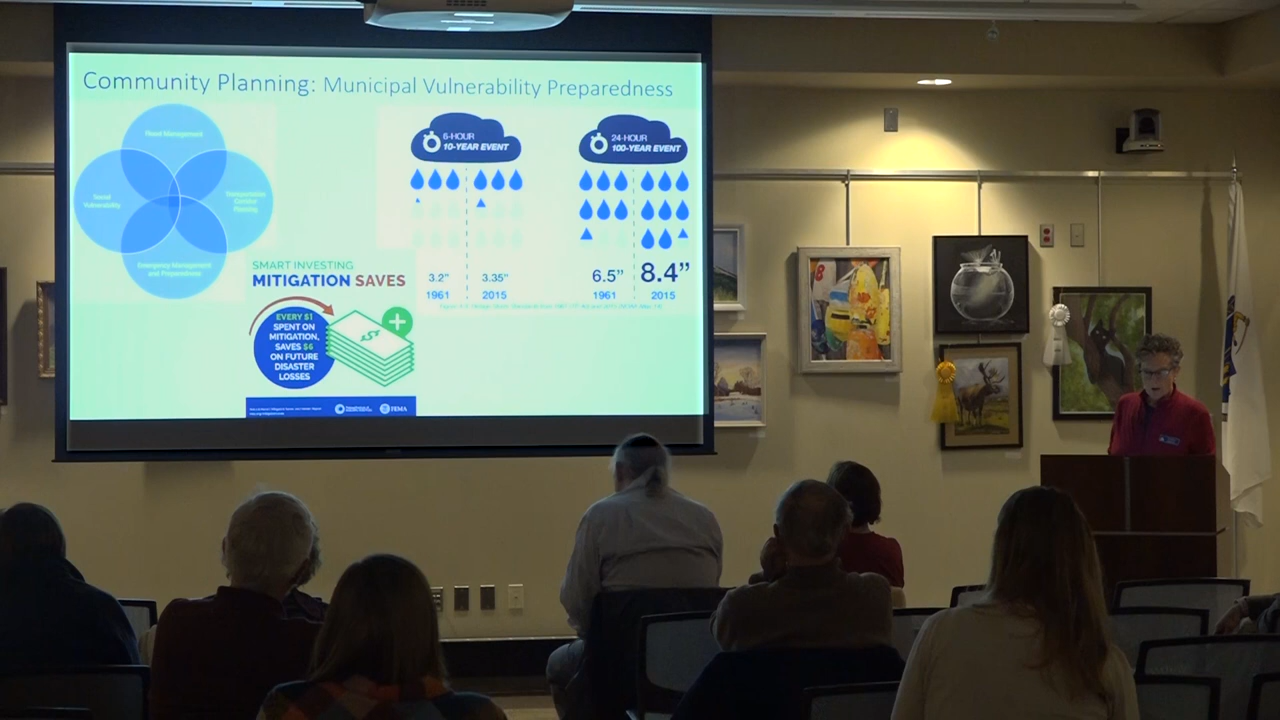 Community Planning: Municipal Vulnerability Preparedness
Flood Management
Social
Vulnerability
Transportation
Corridor
Planning
Emergency Management
and Preparedness
6-HOUR
10-YEAR EVENT
24-HOUR
100-YEAR EVENT
3.2"
3.35"
6.5"
8.4"
1961
2015
1961
2015
SMART INVESTING
MITIGATION SAVES
EVERY $1
SPENT ON
MITIGATION,
SAVES $6
ON FUTURE
DISASTER
LOSSES
$
FEMA
8